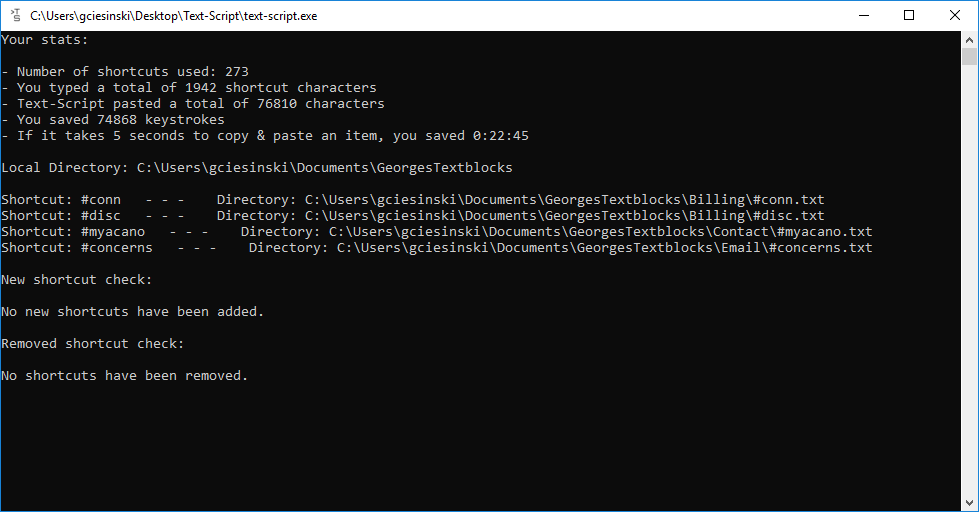 C:\Users\gciesinski\Desktop\Text-Script\text-script.exe
Your stats:
- Number of shortcuts used: 273
- You typed a total of 1942 shortcut characters
- Text-Script pasted a total of 76810 characters
- You saved 74868 keystrokes
- If it takes 5 seconds to copy & paste an item, you saved 0:22:45
Local Directory: C:\Users\gciesinski\Documents\GeorgesTextblocks
Shortcut: #conn   - - -    Directory: C:\Users\gciesinski\Documents\GeorgesTextblocks\Billing\#conn.txt
Shortcut: #disc   - - -    Directory: C:\Users\gciesinski\Documents\GeorgesTextblocks\Billing\#disc.txt
Shortcut: #myacano   - - -    Directory: C:\Users\gciesinski\Documents\GeorgesTextblocks\Contact\#myacano.txt
Shortcut: #concerns   - - -    Directory: C:\Users\gciesinski\Documents\GeorgesTextblocks\Email\#concerns.txt
New shortcut check:
No new shortcuts have been added.
Removed shortcut check:
No shortcuts have been removed.